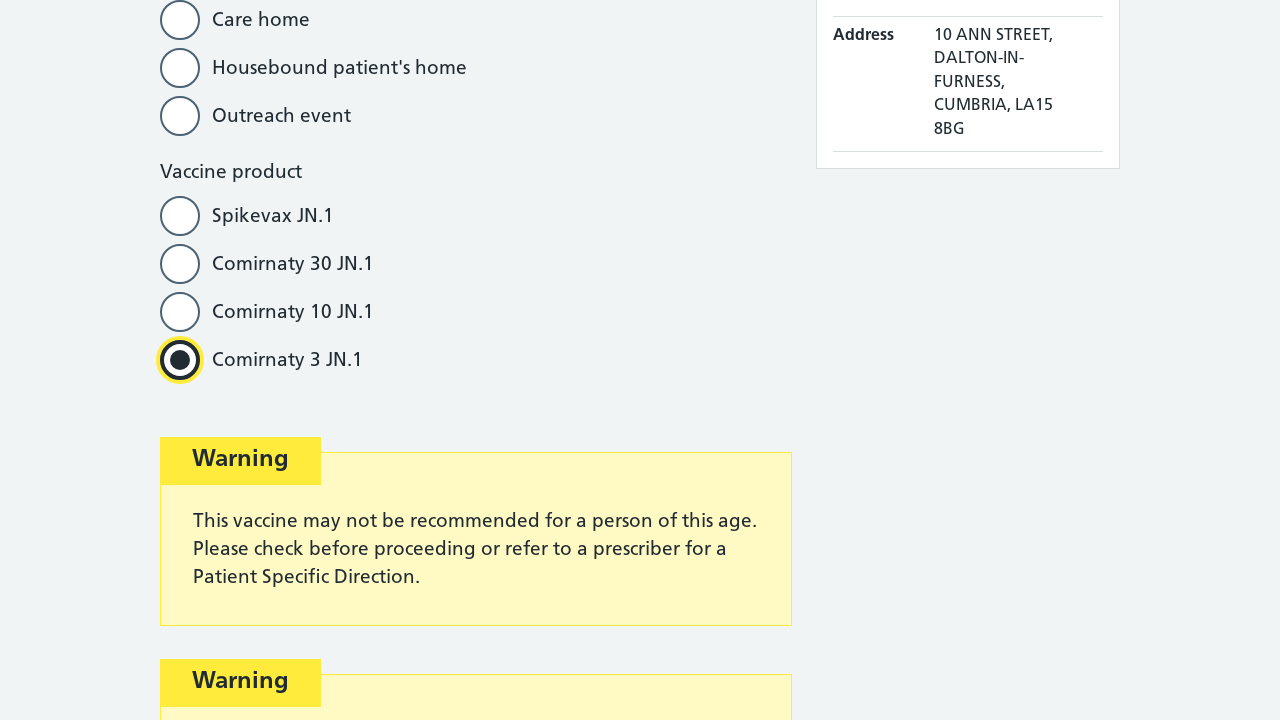 Care home
Housebound patient's home
Outreach event
Vaccine product
Spikevax JN.1
Comirnaty 30 JN.1
Comirnaty 10 JN.1
Comirnaty 3 JN.1
Warning
This vaccine may not be recommended for a person of this age.
Please check before proceeding or refer to a prescriber for a
Patient Specific Direction.
Warning
Address
10 ANN STREET,
DALTON-IN-
FURNESS,
CUMBRIA, LA15
8BG